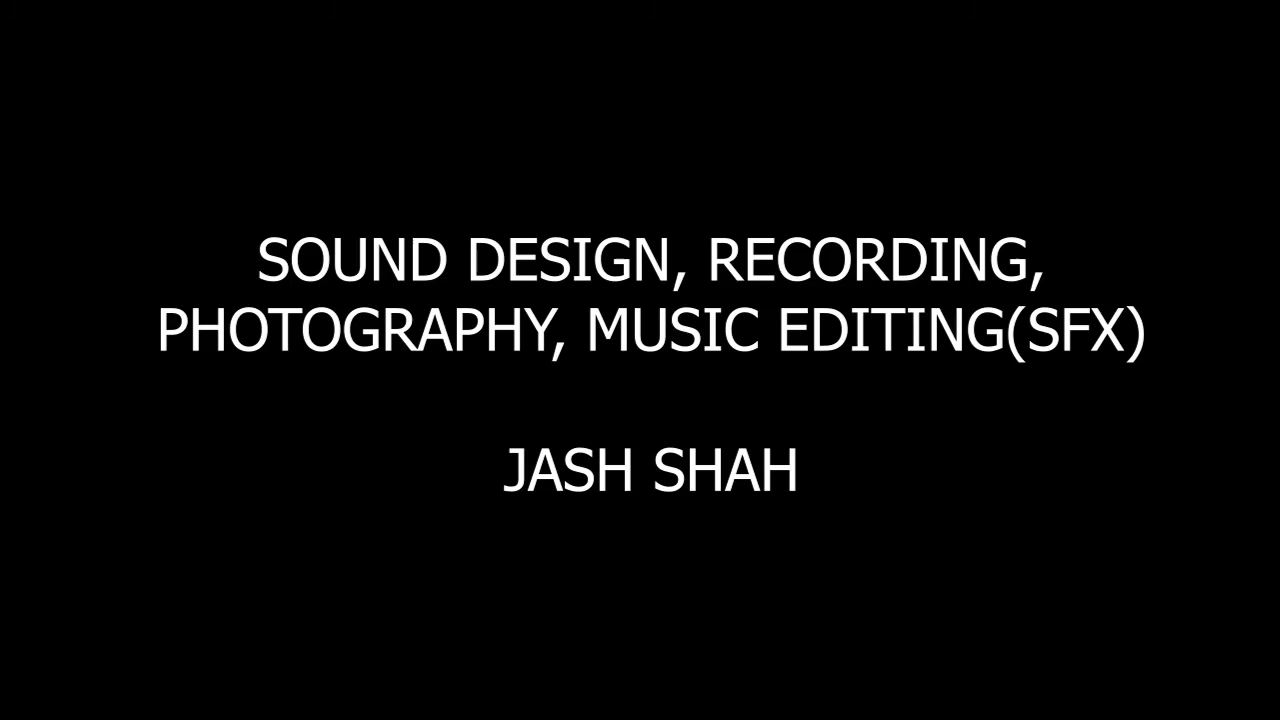 SOUND DESIGN, RECORDING,
PHOTOGRAPHY, MUSIC EDITING(SFX)
JASH SHAH